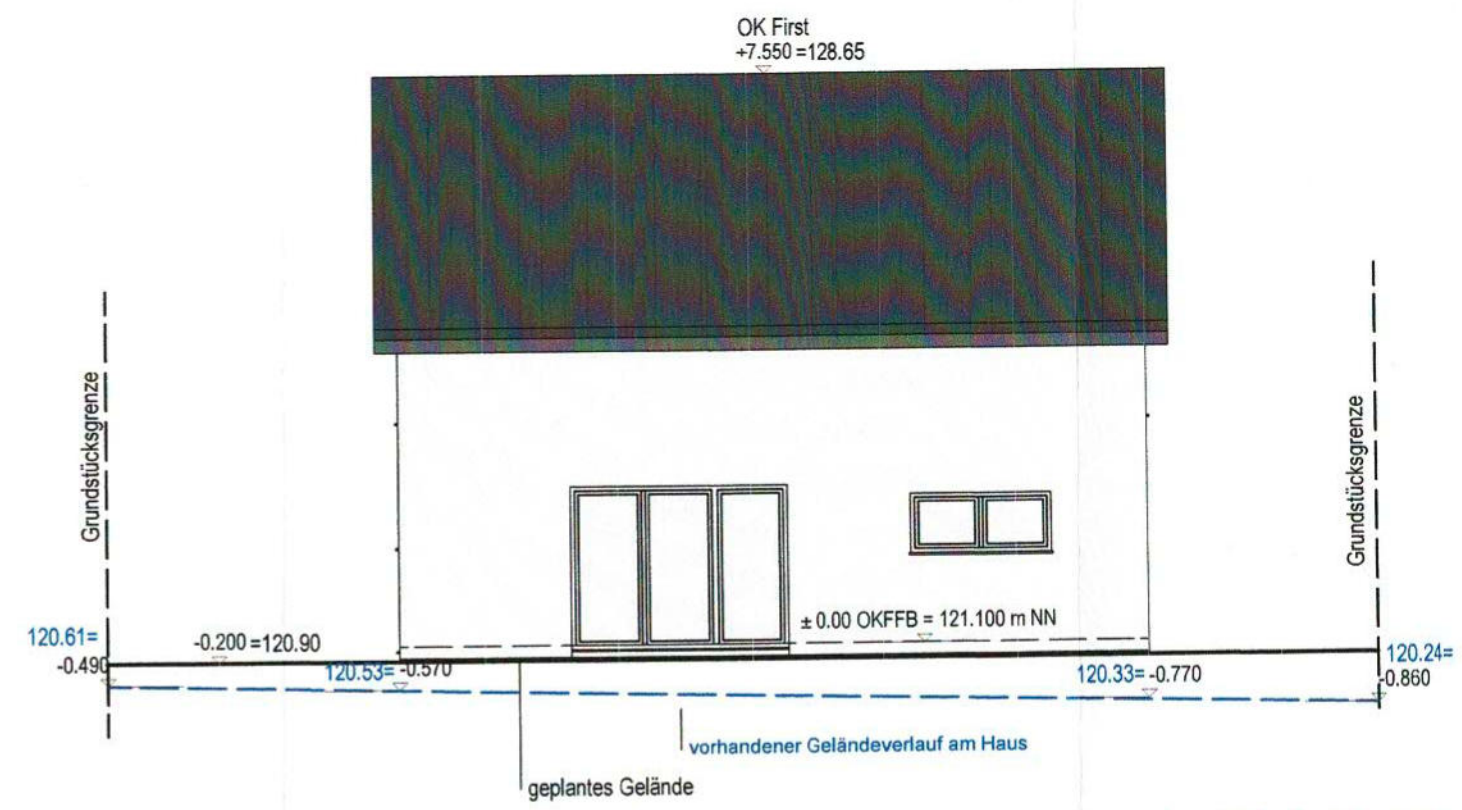 OK First
+7.550 =128.65
Grundstücksgrenze
Grundstücksgrenze
± 0.00 OKFFB = 121.100 m NN
120.61=
-0.490
-0.200 =120.90
120.53= -0.570
120.33= -0.770
120.24=
-0.860
vorhandener Geländeverlauf am Haus
geplantes Gelände